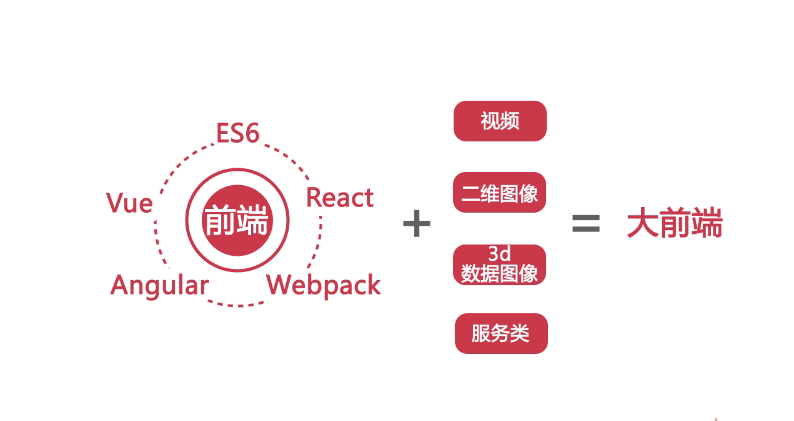 ES6
Vue
React
前端
Angular
Webpack
+
视频
二维图像
3d
数据图像
服务类
=
大前端